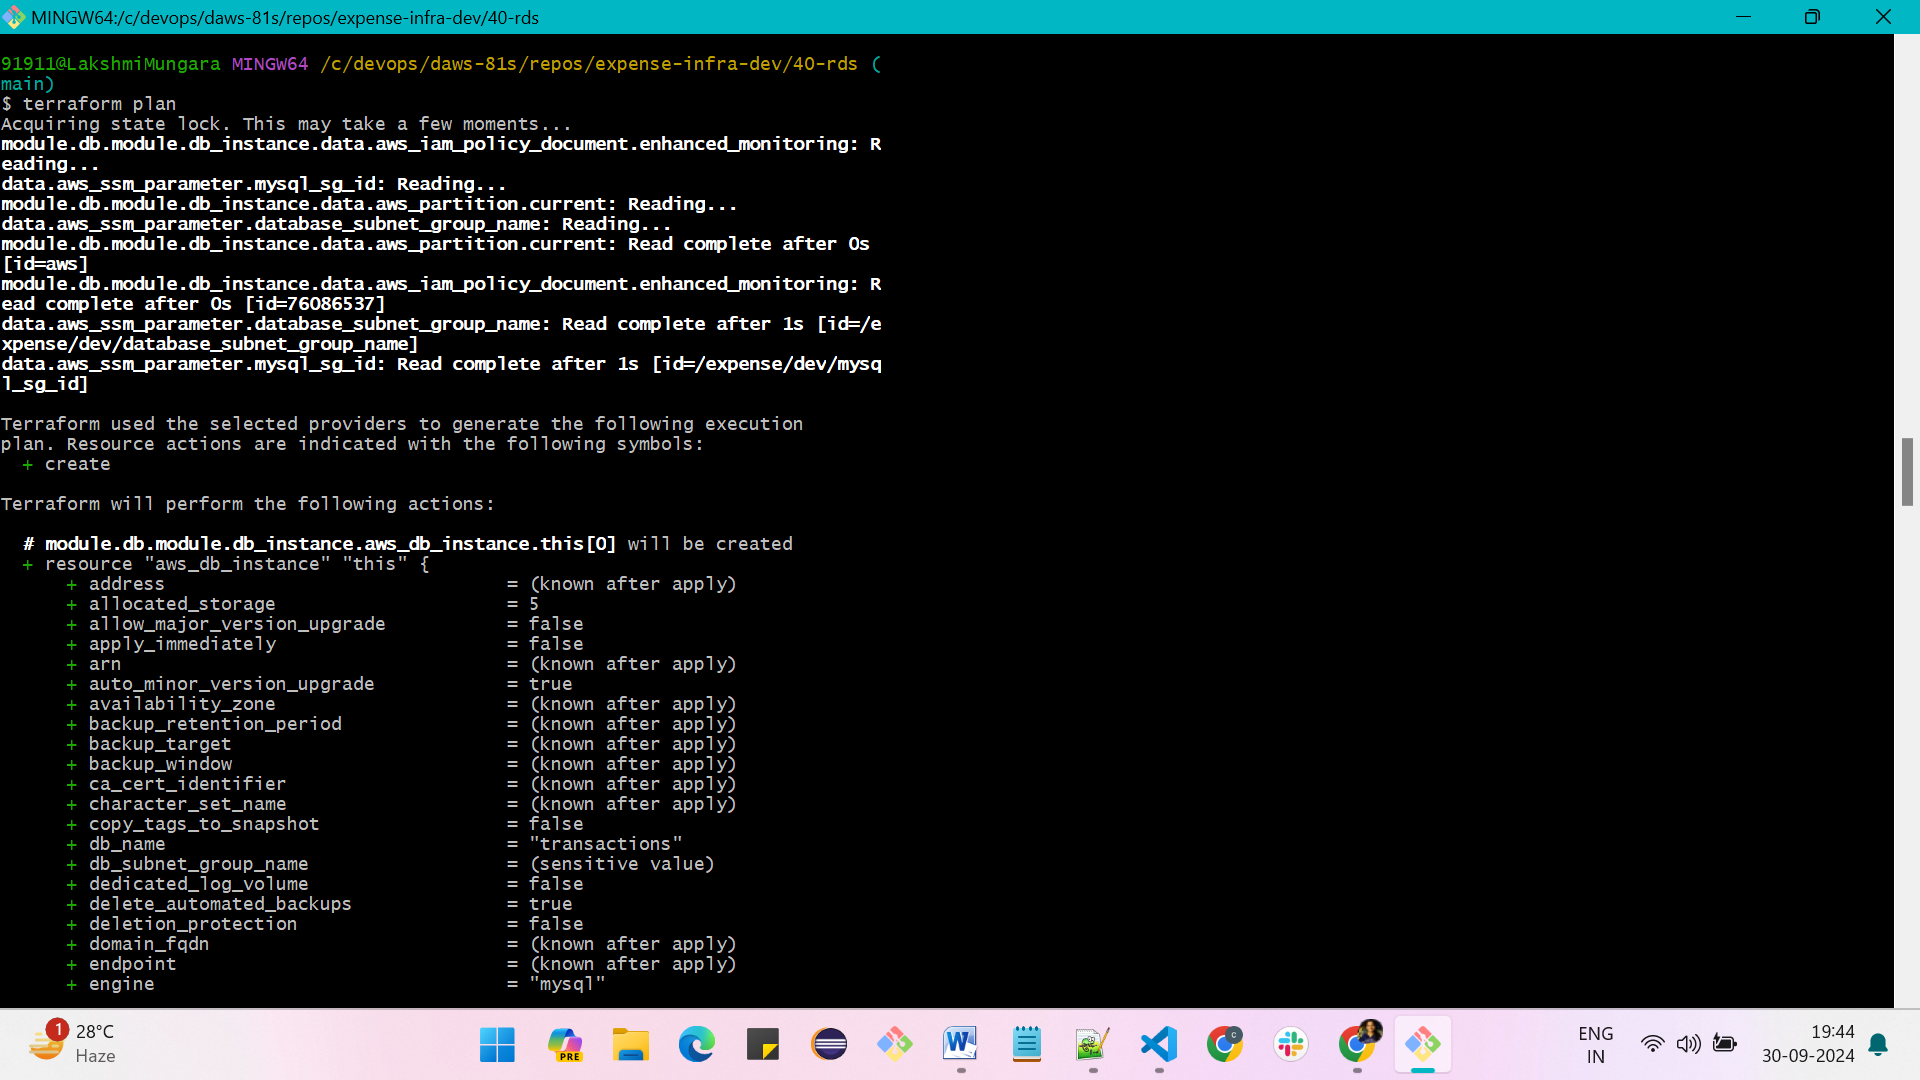 MINGW64:/c/devops/daws-81s/repos/expense-infra-dev/40-rds
91911@LakshmiMungara MINGW64 /c/devops/daws-81s/repos/expense-infra-dev/40-rds (
main)
$ terraform plan
Acquiring state lock. This may take a few moments...
module.db.module.db_instance.data.aws_iam_policy_document.enhanced_monitoring: R
eading...
data.aws_ssm_parameter.mysql_sg_id: Reading...
module.db.module.db_instance.data.aws_partition.current: Reading...
data.aws_ssm_parameter.database_subnet_group_name: Reading...
module.db.module.db_instance.data.aws_partition.current: Read complete after 0s
[id=aws]
module.db.module.db_instance.data.aws_iam_policy_document.enhanced_monitoring: R
ead complete after 0s [id=76086537]
data.aws_ssm_parameter.database_subnet_group_name: Read complete after 1s [id=/e
xpense/dev/database_subnet_group_name]
data.aws_ssm_parameter.mysql_sg_id: Read complete after 1s [id=/expense/dev/mysq
l_sg_id]
Terraform used the selected providers to generate the following execution
plan. Resource actions are indicated with the following symbols:
+ create
Terraform will perform the following actions:
# module.db.module.db_instance.aws_db_instance.this[0] will be created
+ resource "aws_db_instance" "this" {
+ address = (known after apply)
+ allocated_storage = 5
+ allow_major_version_upgrade = false
+ apply_immediately = false
+ arn = (known after apply)
+ auto_minor_version_upgrade = true
+ availability_zone = (known after apply)
+ backup_retention_period = (known after apply)
+ backup_target = (known after apply)
+ backup_window = (known after apply)
+ ca_cert_identifier = (known after apply)
+ character_set_name = (known after apply)
+ copy_tags_to_snapshot = false
+ db_name = "transactions"
+ db_subnet_group_name = (sensitive value)
+ dedicated_log_volume = false
+ delete_automated_backups = true
+ deletion_protection = false
+ domain_fqdn = (known after apply)
+ endpoint = (known after apply)
+ engine = "mysql"
1
28°C
Haze
PRE
W
C
ENG
IN
19:44
30-09-2024